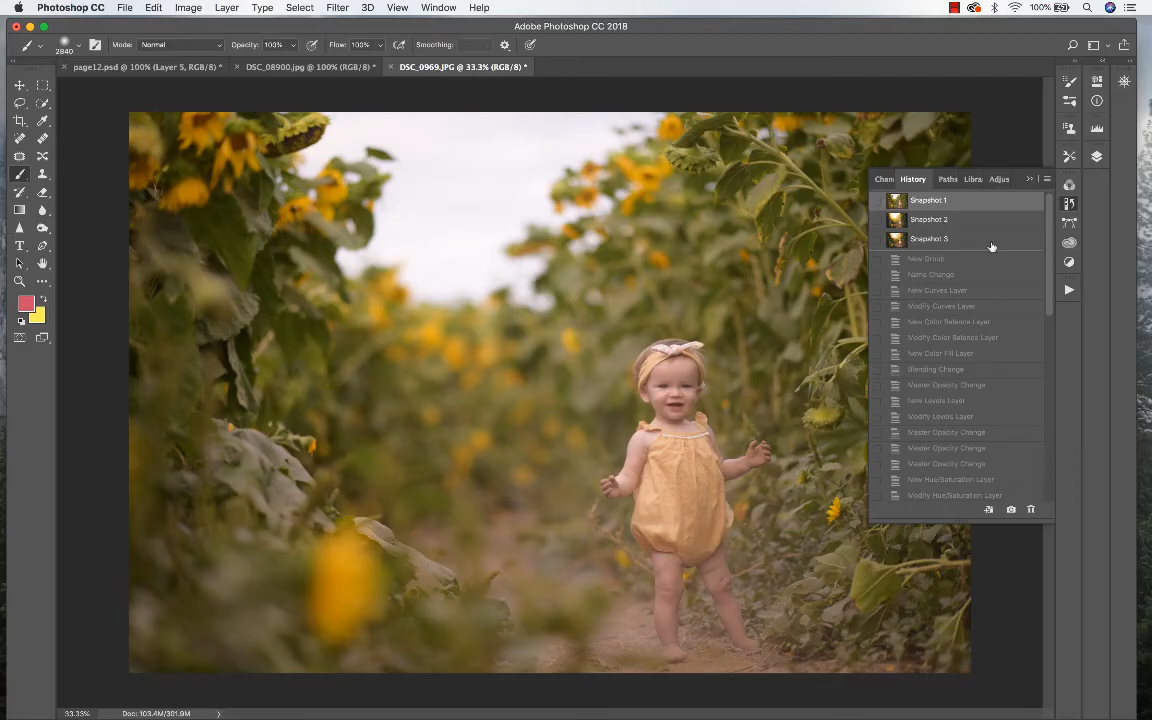 Photoshop CC File Edit Image Layer Type Select Filter 3D View Window Help 100%
Adobe Photoshop CC 2018
2840 Mode: Normal Opacity: 100% Flow: 100% Smoothing:
× page12.psd @ 100% (Layer 5, RGB/8) * × DSC_08900.jpg @ 100% (RGB/8) * × DSC_0969.JPG @ 33.3% (RGB/8) *
Chan History Paths Libra Adjus
Snapshot 1
Snapshot 2
Snapshot 3
New Group
Name Change
New Curves Layer
Modify Curves Layer
New Color Balance Layer
Modify Color Balance Layer
New Color Fill Layer
Blending Change
Master Opacity Change
New Levels Layer
Modify Levels Layer
Master Opacity Change
Master Opacity Change
Master Opacity Change
New Hue/Saturation Layer
Modify Hue/Saturation Layer
33.33% Doc: 103.4M/301.9M